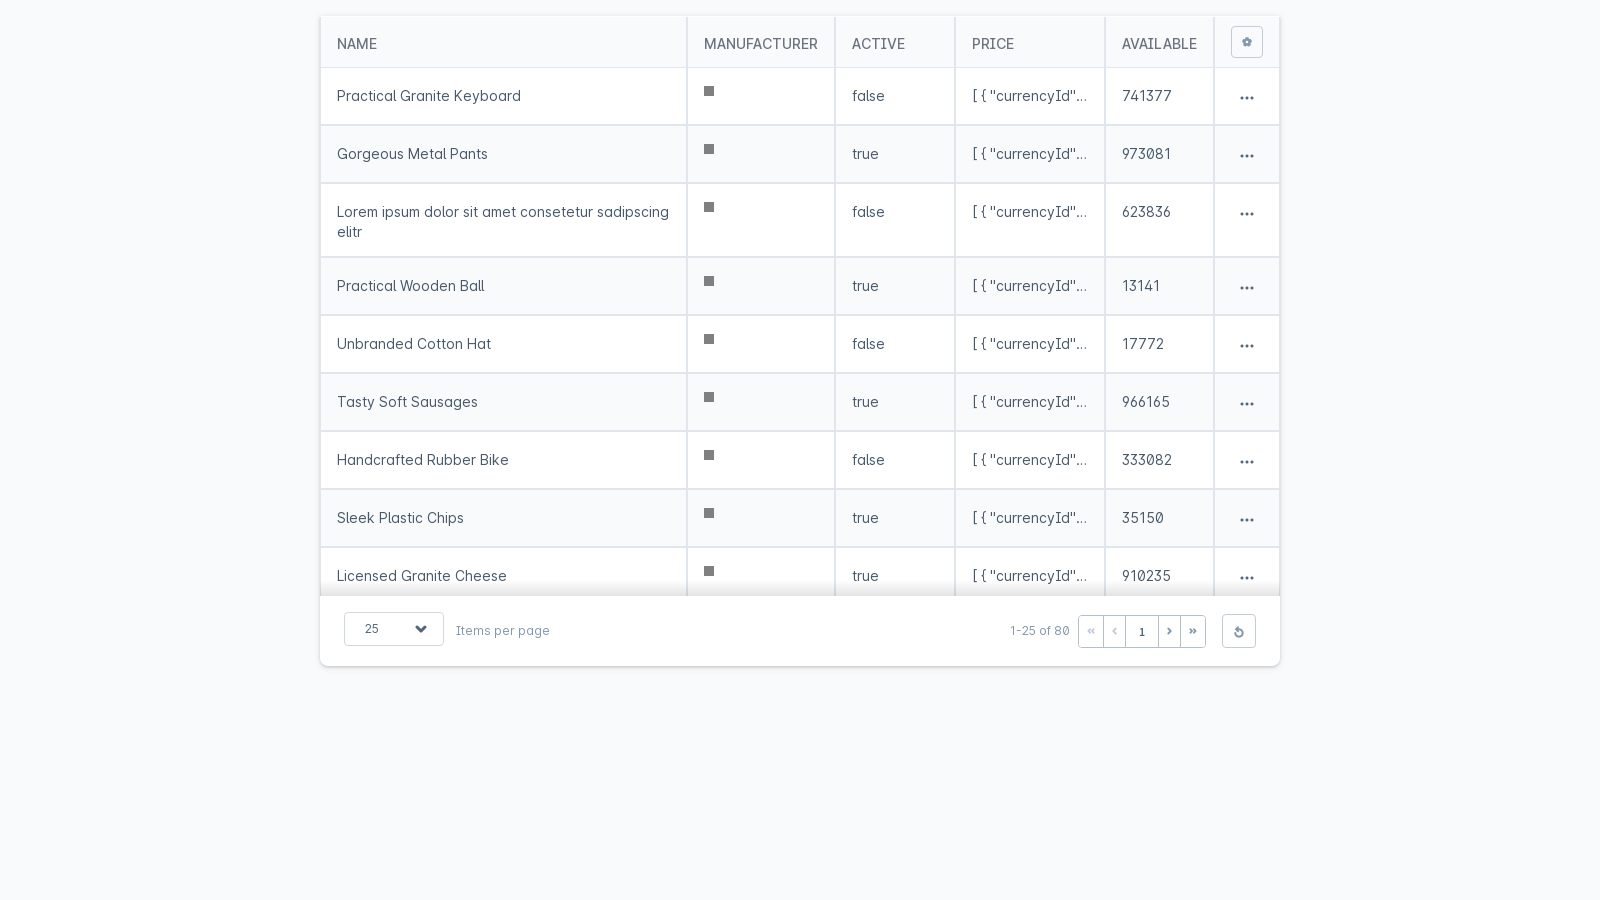 NAME MANUFACTURER ACTIVE PRICE AVAILABLE
Practical Granite Keyboard false [ { "currencyId"... 741377 ...
Gorgeous Metal Pants true [ { "currencyId"... 973081 ...
Lorem ipsum dolor sit amet consetetur sadipscing false [ { "currencyId"... 623836 ...
elitr
Practical Wooden Ball true [ { "currencyId"... 13141 ...
Unbranded Cotton Hat false [ { "currencyId"... 17772 ...
Tasty Soft Sausages true [ { "currencyId"... 966165 ...
Handcrafted Rubber Bike false [ { "currencyId"... 333082 ...
Sleek Plastic Chips true [ { "currencyId"... 35150 ...
Licensed Granite Cheese true [ { "currencyId"... 910235 ...
25 Items per page 1-25 of 80 « ‹ 1 › »